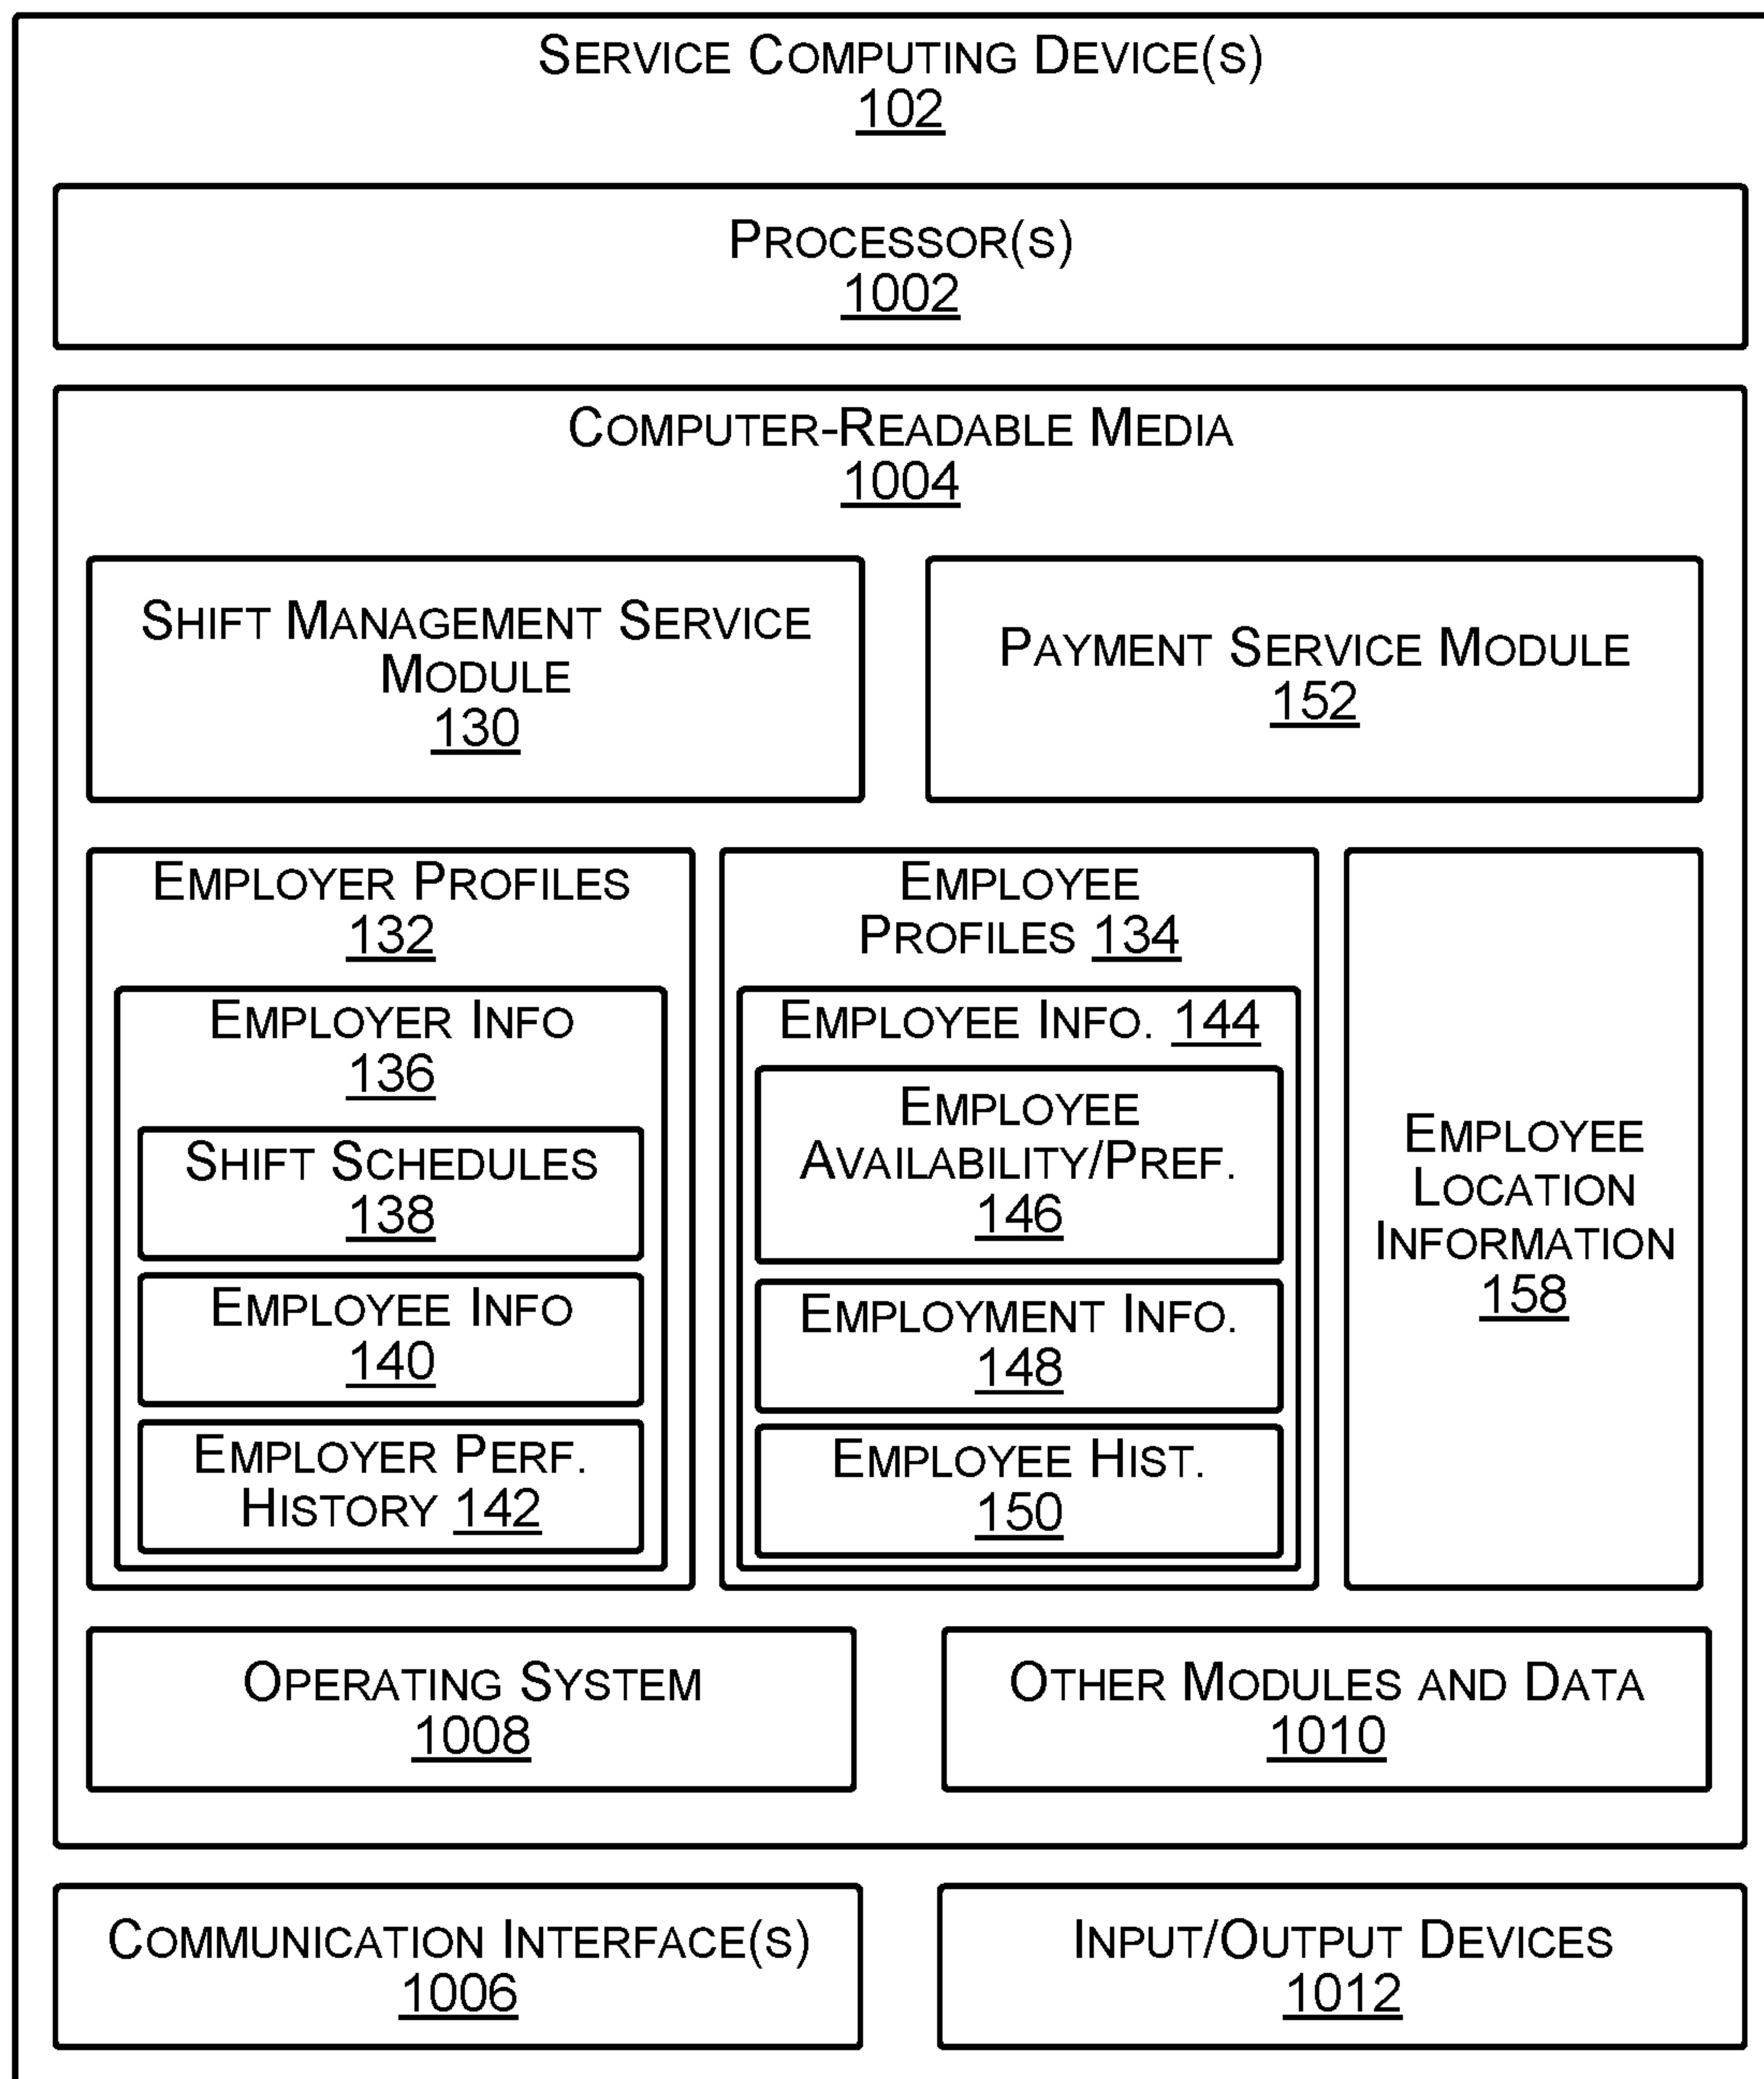 SERVICE COMPUTING DEVICE(S)
102
PROCESSOR(S)
1002
COMPUTER-READABLE MEDIA
1004
SHIFT MANAGEMENT SERVICE
MODULE
130
PAYMENT SERVICE MODULE
152
EMPLOYER PROFILES
132
EMPLOYER INFO
136
SHIFT SCHEDULES
138
EMPLOYEE INFO
140
EMPLOYER PERF.
HISTORY 142
EMPLOYEE
PROFILES 134
EMPLOYEE INFO. 144
EMPLOYEE
AVAILABILITY/PREF.
146
EMPLOYMENT INFO.
148
EMPLOYEE HIST.
150
EMPLOYEE
LOCATION
INFORMATION
158
OPERATING SYSTEM
1008
OTHER MODULES AND DATA
1010
COMMUNICATION INTERFACE(S)
1006
INPUT/OUTPUT DEVICES
1012